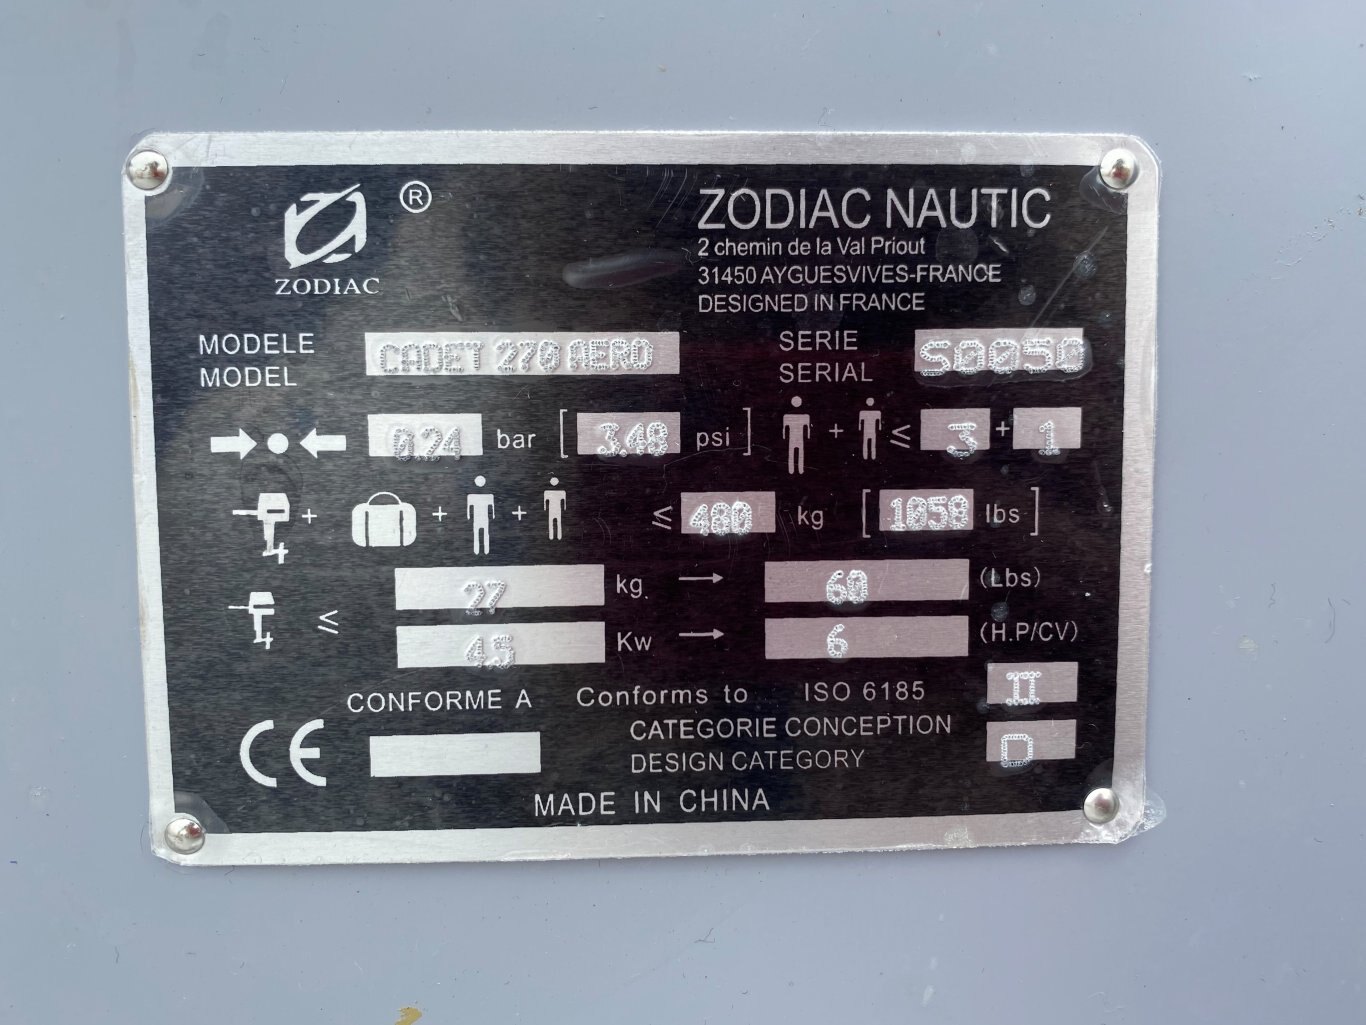 ZODIAC ®
ZODIAC NAUTIC
2 chemin de la Val Priout
31450 AYGUESVIVES-FRANCE
DESIGNED IN FRANCE
MODELE
MODEL
CADET 270 AERO
SERIE
SERIAL
S0050
0.24 bar [ 3.48 psi ]
+ ≤ 3 + 1
+ + + ≤ 480 kg [ 1058 lbs ]
≤
27 kg. → 60 (Lbs)
45 Kw → 6 (H.P/CV)
CONFORME A Conforms to ISO 6185 II
CATEGORIE CONCEPTION
DESIGN CATEGORY D
CE
MADE IN CHINA